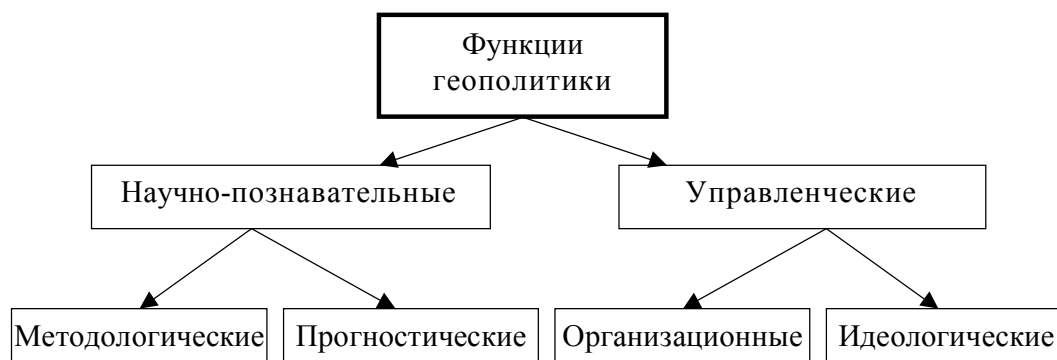 Функции
геополитики
Научно-познавательные
Управленческие
Методологические
Прогностические
Организационные
Идеологические